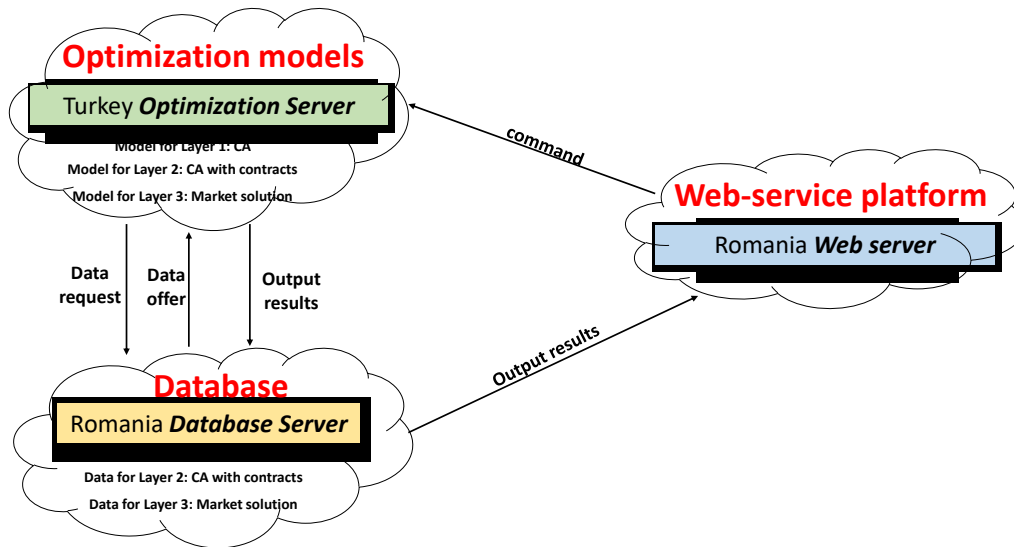 Optimization models
Turkey Optimization Server
Model for Layer 1: CA
Model for Layer 2: CA with contracts
Model for Layer 3: Market solution
command
Web-service platform
Romania Web server
Data
request
Data
offer
Output
results
Output results
Database
Romania Database Server
Data for Layer 2: CA with contracts
Data for Layer 3: Market solution